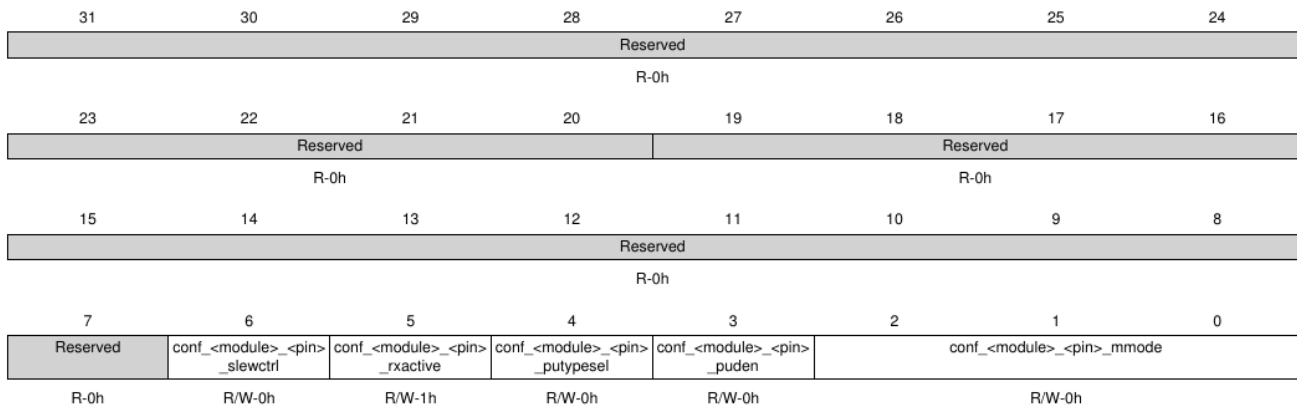 31 30 29 28 27 26 25 24
Reserved
R-0h
23 22 21 20 19 18 17 16
Reserved Reserved
R-0h R-0h
15 14 13 12 11 10 9 8
Reserved
R-0h
7 6 5 4 3 2 1 0
Reserved conf_<module>_<pin> conf_<module>_<pin> conf_<module>_<pin> conf_<module>_<pin> conf_<module>_<pin>_mmode
_slewctrl _rxactive _putypesel _puden
R-0h R/W-0h R/W-1h R/W-0h R/W-0h R/W-0h